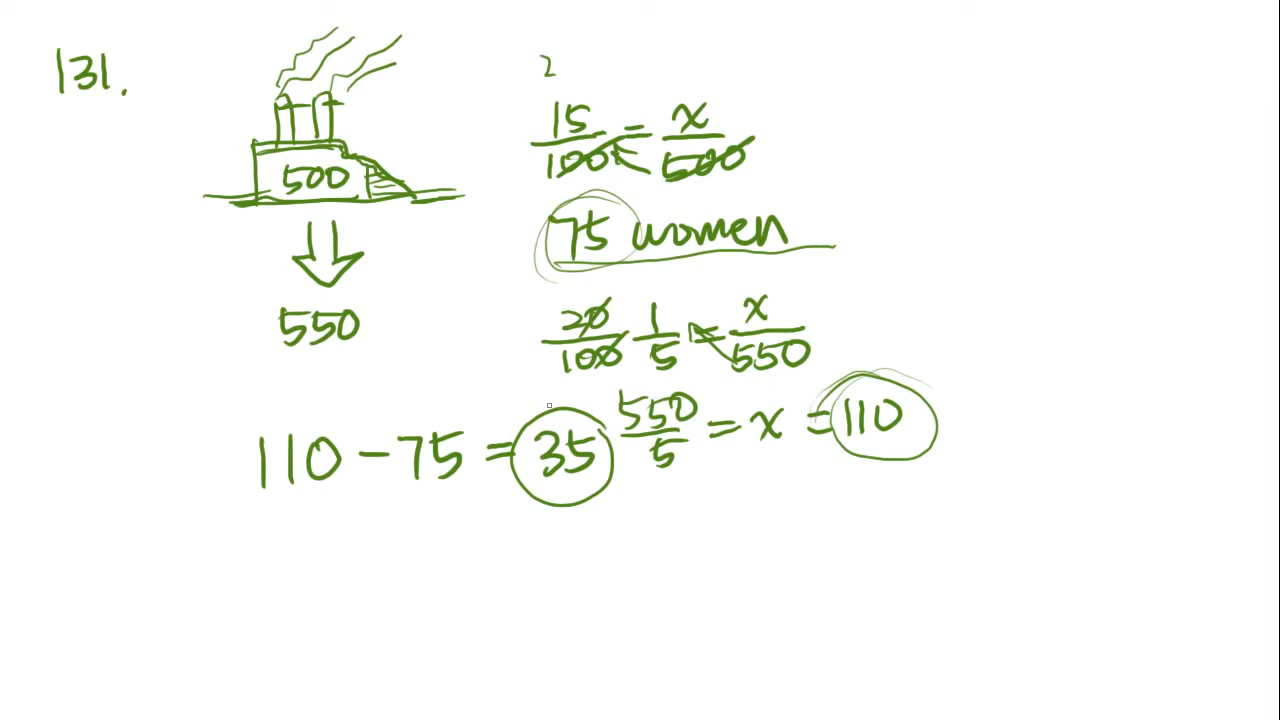 131.
500
550
2
15/100 = x/500
75 women
20/100 1/5 = x/550
550/5 = x = 110
110 - 75 = 35